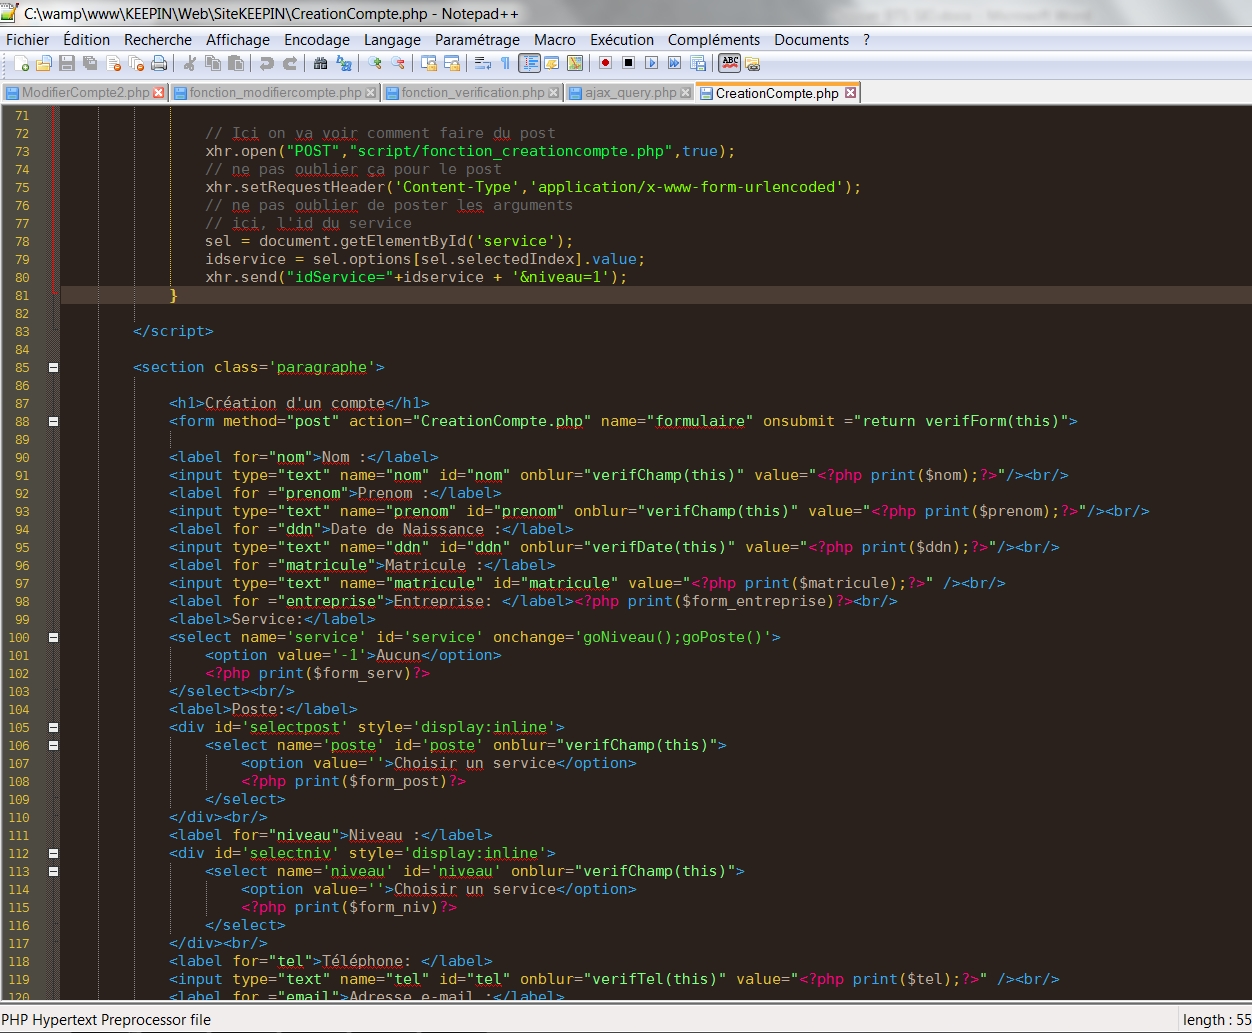 C:\wamp\www\KEEPIN\Web\SiteKEEPIN\CreationCompte.php - Notepad++
Fichier Édition Recherche Affichage Encodage Langage Paramétrage Macro Exécution Compléments Documents ?
ABC
ModifierCompte2.php fonction_modifiercompte.php fonction_verification.php ajax_query.php CreationCompte.php
71
72 // Ici on va voir comment faire du post
73 xhr.open("POST","script/fonction_creationcompte.php",true);
74 // ne pas oublier ça pour le post
75 xhr.setRequestHeader('Content-Type','application/x-www-form-urlencoded');
76 // ne pas oublier de poster les arguments
77 // ici, l'id du service
78 sel = document.getElementById('service');
79 idservice = sel.options[sel.selectedIndex].value;
80 xhr.send("idService="+idservice + '&niveau=1');
81 }
82
83 </script>
84
85 <section class='paragraphe'>
86
87 <h1>Création d'un compte</h1>
88 <form method="post" action="CreationCompte.php" name="formulaire" onsubmit ="return verifForm(this)">
89
90 <label for="nom">Nom :</label>
91 <input type="text" name="nom" id="nom" onblur="verifChamp(this)" value="<?php print($nom);?>"/><br/>
92 <label for ="prenom">Prenom :</label>
93 <input type="text" name="prenom" id="prenom" onblur="verifChamp(this)" value="<?php print($prenom);?>"/><br/>
94 <label for ="ddn">Date de Naissance :</label>
95 <input type="text" name="ddn" id="ddn" onblur="verifDate(this)" value="<?php print($ddn);?>"/><br/>
96 <label for ="matricule">Matricule :</label>
97 <input type="text" name="matricule" id="matricule" value="<?php print($matricule);?>" /><br/>
98 <label for ="entreprise">Entreprise: </label><?php print($form_entreprise)?><br/>
99 <label>Service:</label>
100 <select name='service' id='service' onchange='goNiveau();goPoste()'>
101 <option value='-1'>Aucun</option>
102 <?php print($form_serv)?>
103 </select><br/>
104 <label>Poste:</label>
105 <div id='selectpost' style='display:inline'>
106 <select name='poste' id='poste' onblur="verifChamp(this)">
107 <option value=''>Choisir un service</option>
108 <?php print($form_post)?>
109 </select>
110 </div><br/>
111 <label for="niveau">Niveau :</label>
112 <div id='selectniv' style='display:inline'>
113 <select name='niveau' id='niveau' onblur="verifChamp(this)">
114 <option value=''>Choisir un service</option>
115 <?php print($form_niv)?>
116 </select>
117 </div><br/>
118 <label for="tel">Téléphone: </label>
119 <input type="text" name="tel" id="tel" onblur="verifTel(this)" value="<?php print($tel);?>" /><br/>
120 <label for ="email">Adresse e-mail :</label>
PHP Hypertext Preprocessor file length : 55